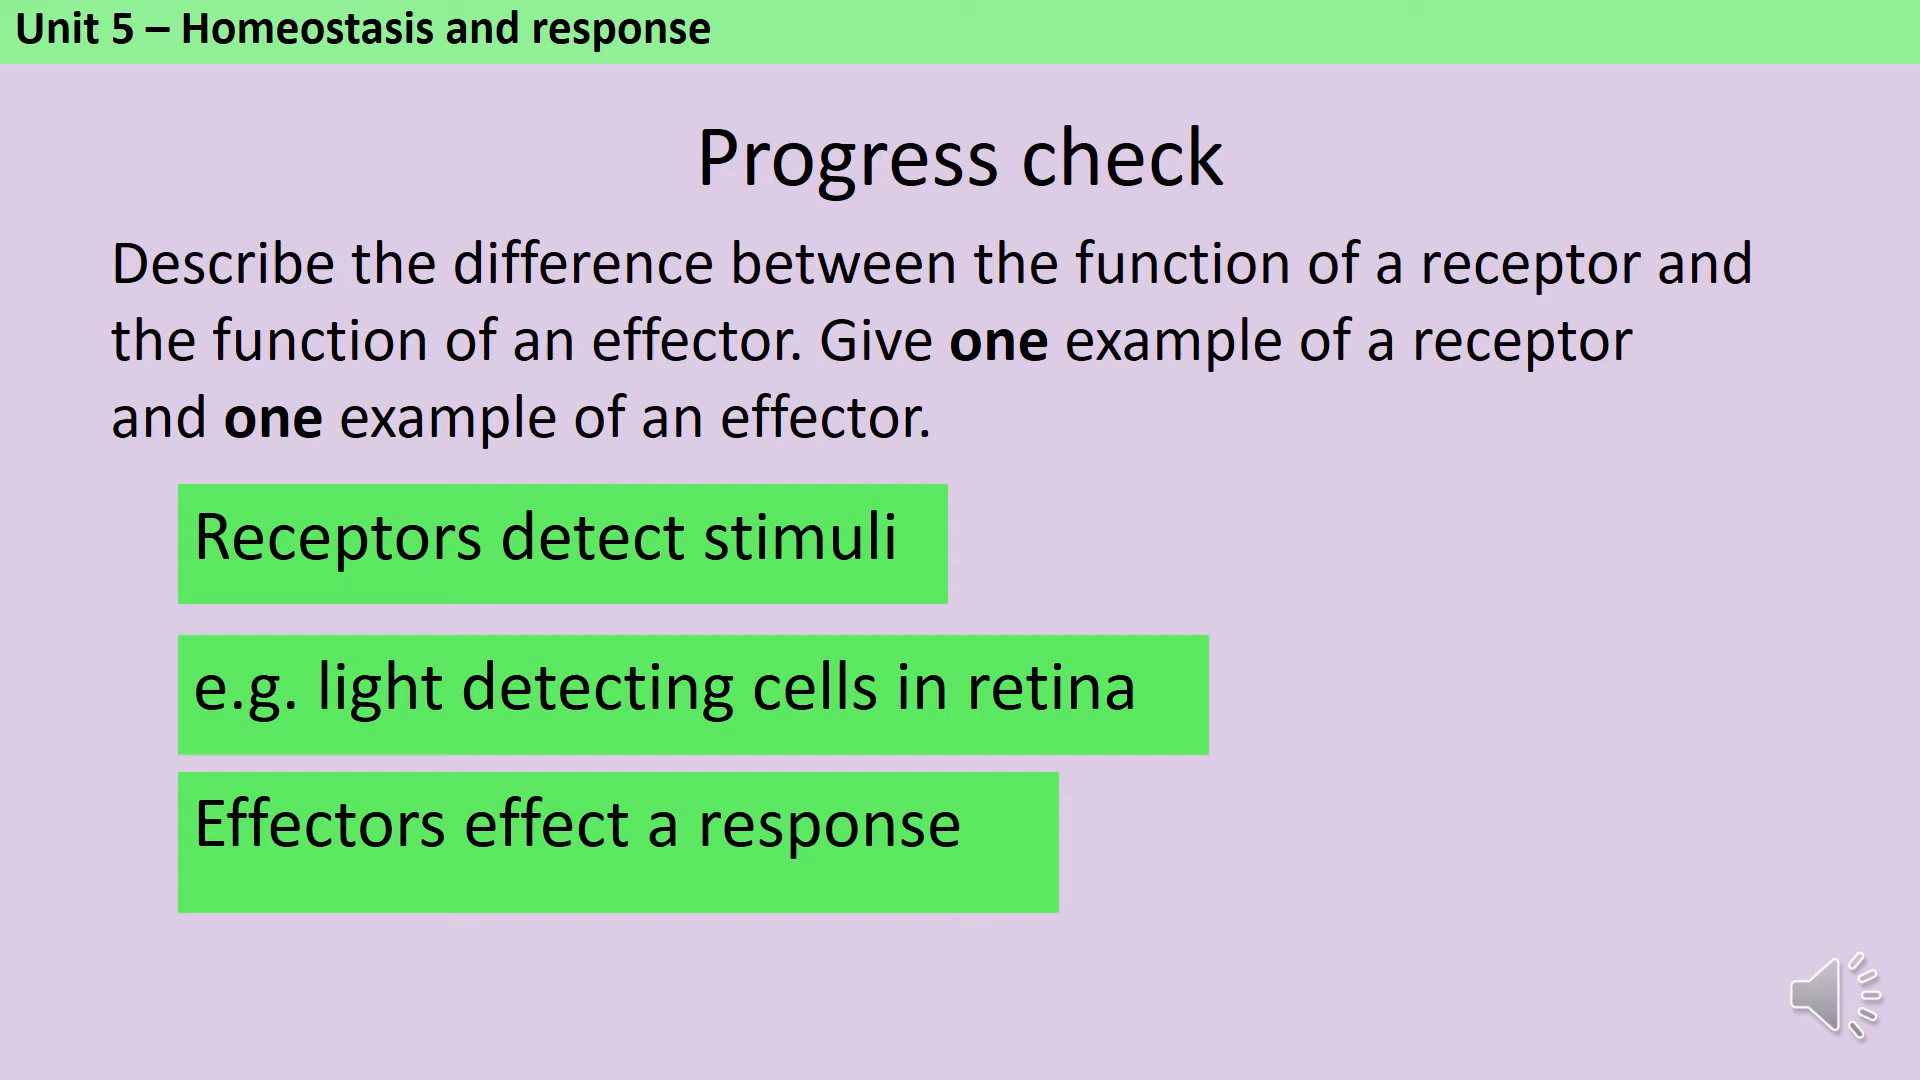 Unit 5 – Homeostasis and response
Progress check
Describe the difference between the function of a receptor and
the function of an effector. Give one example of a receptor
and one example of an effector.
Receptors detect stimuli
e.g. light detecting cells in retina
Effectors effect a response